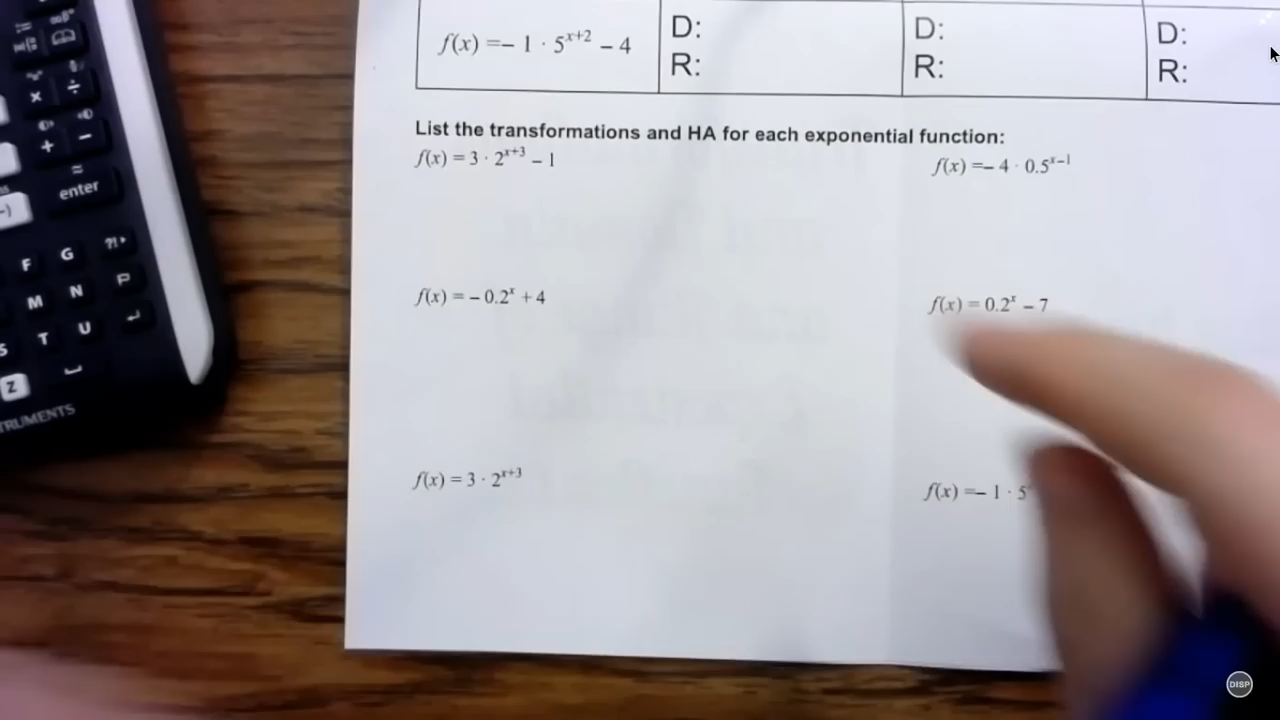 f(x) =– 1 · 5^{x+2} – 4
D:
R:
D:
R:
D:
R:
List the transformations and HA for each exponential function:
f(x) = 3 · 2^{x+3} – 1
f(x) =– 4 · 0.5^{x–1}
f(x) = – 0.2^x + 4
f(x) = 0.2^x – 7
f(x) = 3 · 2^{x+3}
f(x) =– 1 · 5
enter
F
G
?!
M
N
P
S
T
U
Z
TRUMENTS
DISP